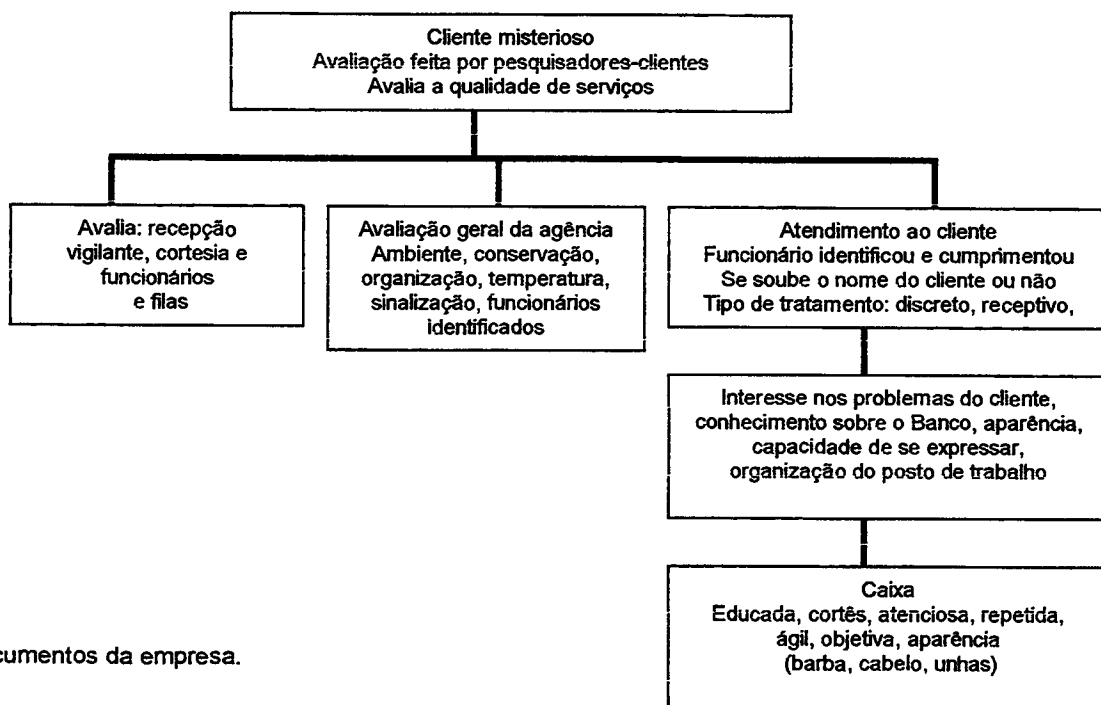 Cliente misterioso
Avaliação feita por pesquisadores-clientes
Avalia a qualidade de serviços
Avalia: recepção
vigilante, cortesia e
funcionários
e filas
Avaliação geral da agência
Ambiente, conservação,
organização, temperatura,
sinalização, funcionários
identificados
Atendimento ao cliente
Funcionário identificou e cumprimentou
Se soube o nome do cliente ou não
Tipo de tratamento: discreto, receptivo,
Interesse nos problemas do cliente,
conhecimento sobre o Banco, aparência,
capacidade de se expressar,
organização do posto de trabalho
Caixa
Educada, cortês, atenciosa, repetida,
ágil, objetiva, aparência
(barba, cabelo, unhas)
cumentos da empresa.